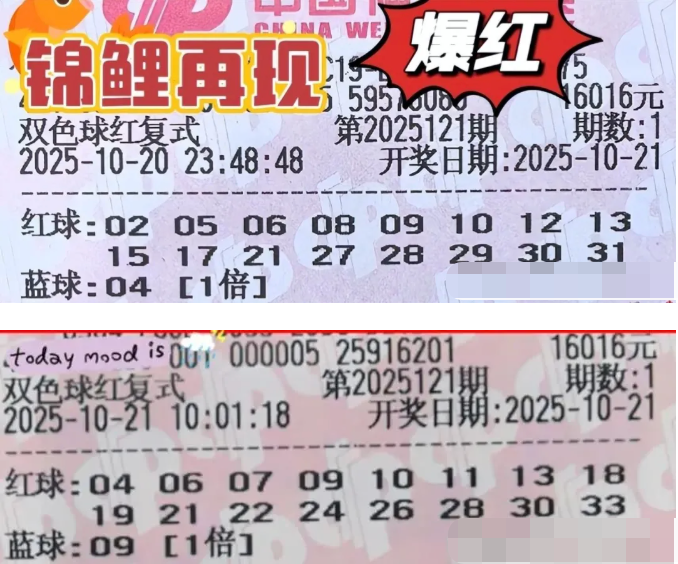 CHINA WE
爆红
锦鲤再现
16016元
双色球红复式 第2025121期 期数:1
2025-10-20 23:48:48 开奖日期:2025-10-21
红球:02 05 06 08 09 10 12 13
15 17 21 27 28 29 30 31
蓝球:04 [1倍]
today mood is 001 000005 25916201 16016元
双色球红复式 第2025121期 期数:1
2025-10-21 10:01:18 开奖日期:2025-10-21
红球:04 06 07 09 10 11 13 18
19 21 22 24 26 28 30 33
蓝球:09 [1倍]